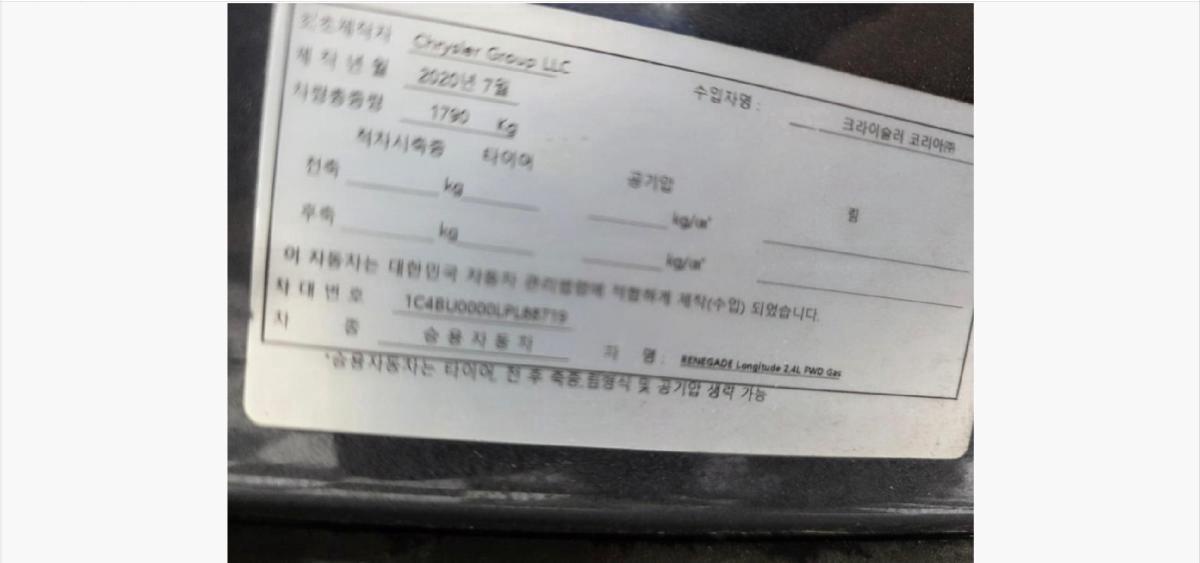 최초제작자 Chrysler Group LLC
수입자명 : 크라이슬러 코리아㈜
제작년월 2020년 7월
차량총중량 1790 Kg
적차시축중 타이어 공기압 림
전축 kg kg/㎠
후축 kg kg/㎠
이 자동차는 대한민국 자동차 관리법령에 적합하게 제작(수입) 되었습니다.
차대번호
차 종 승용자동차 차 명 : RENEGADE Longitude 2.4L FWD Gas
*승용자동차는 타이어, 전 후 축중,림형식 및 공기압 생략 가능